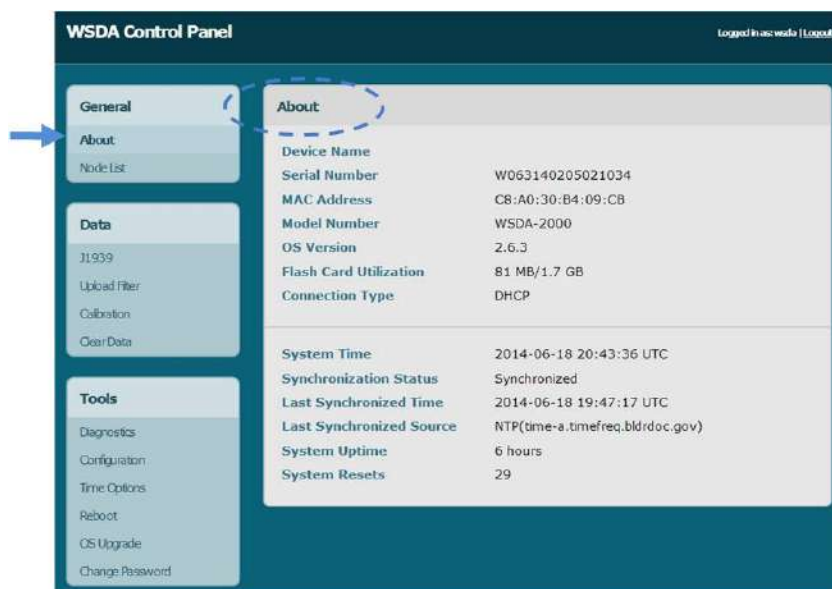 WSDA Control Panel
Logged in as: wsda | Logout
General
About
Node List
Data
J1939
Upload Filter
Calibration
Clear Data
Tools
Diagnostics
Configuration
Time Options
Reboot
OS Upgrade
Change Password
About
Device Name
Serial Number W063140205021034
MAC Address C8:A0:30:B4:09:CB
Model Number WSDA-2000
OS Version 2.6.3
Flash Card Utilization 81 MB/1.7 GB
Connection Type DHCP
System Time 2014-06-18 20:43:36 UTC
Synchronization Status Synchronized
Last Synchronized Time 2014-06-18 19:47:17 UTC
Last Synchronized Source NTP(time-a.timefreq.bldrdoc.gov)
System Uptime 6 hours
System Resets 29